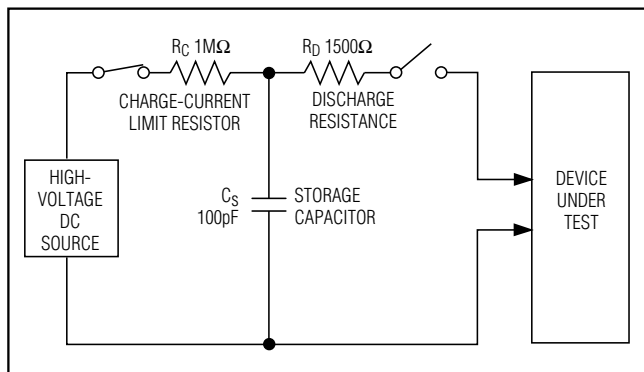 RC 1MΩ
CHARGE-CURRENT
LIMIT RESISTOR
RD 1500Ω
DISCHARGE
RESISTANCE
HIGH-
VOLTAGE
DC
SOURCE
CS
100pF
STORAGE
CAPACITOR
DEVICE
UNDER
TEST